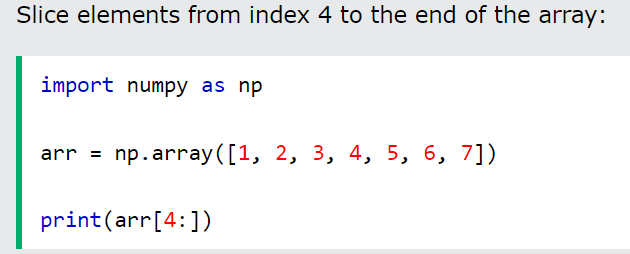 Slice elements from index 4 to the end of the array:
import numpy as np
arr = np.array([1, 2, 3, 4, 5, 6, 7])
print(arr[4:])